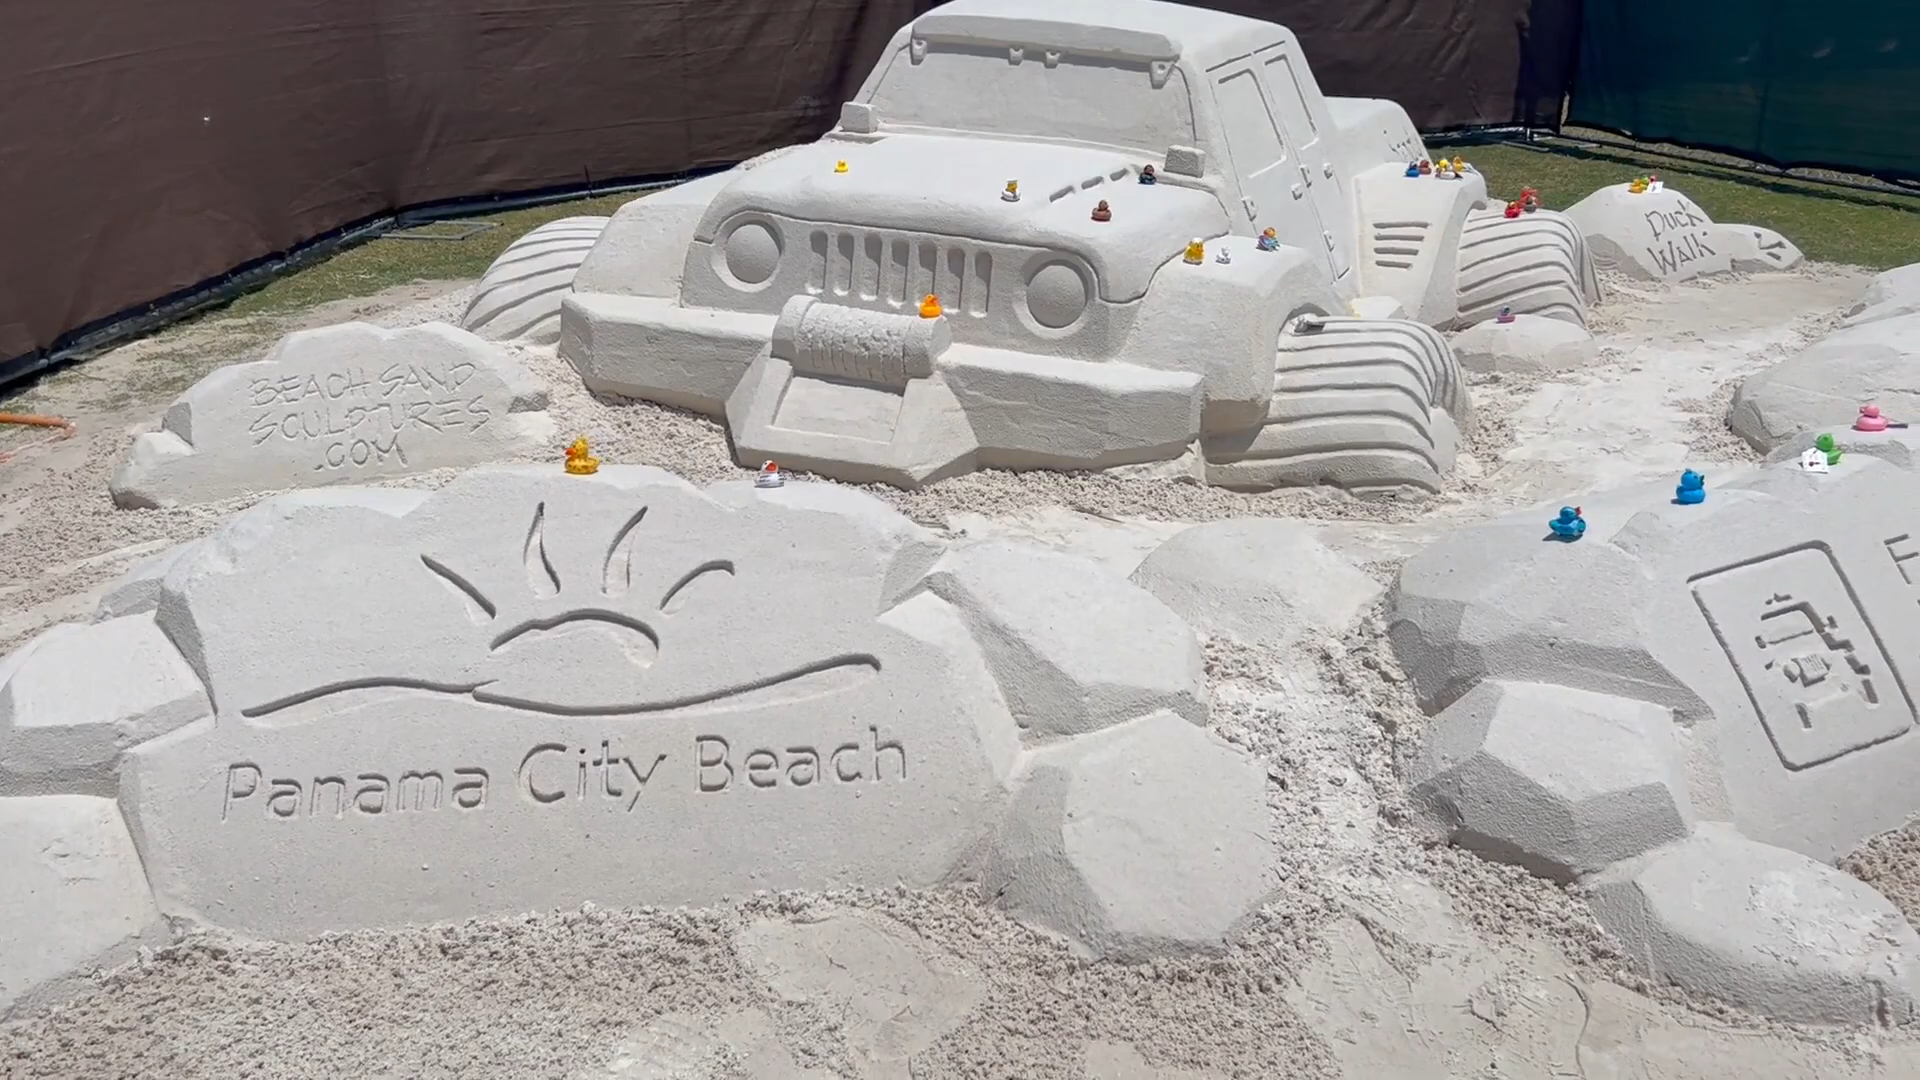 Duck
Walk
BEACH SAND
SCULPTURES
.COM
Panama City Beach